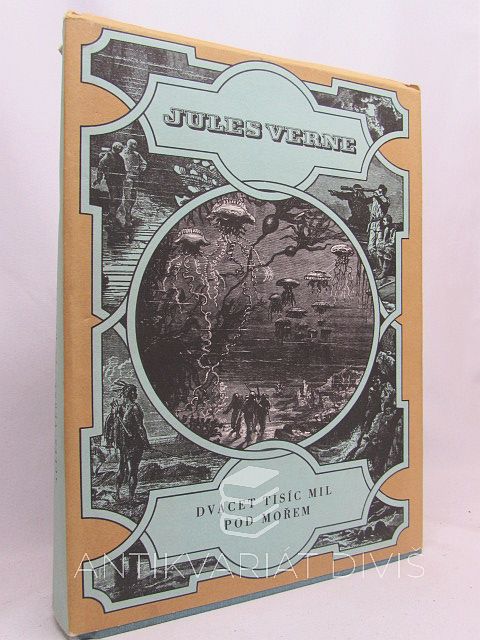 JULES VERNE
DVACET TISÍC MIL
POD MOŘEM
ANTIKVARIÁT DIVIŠ